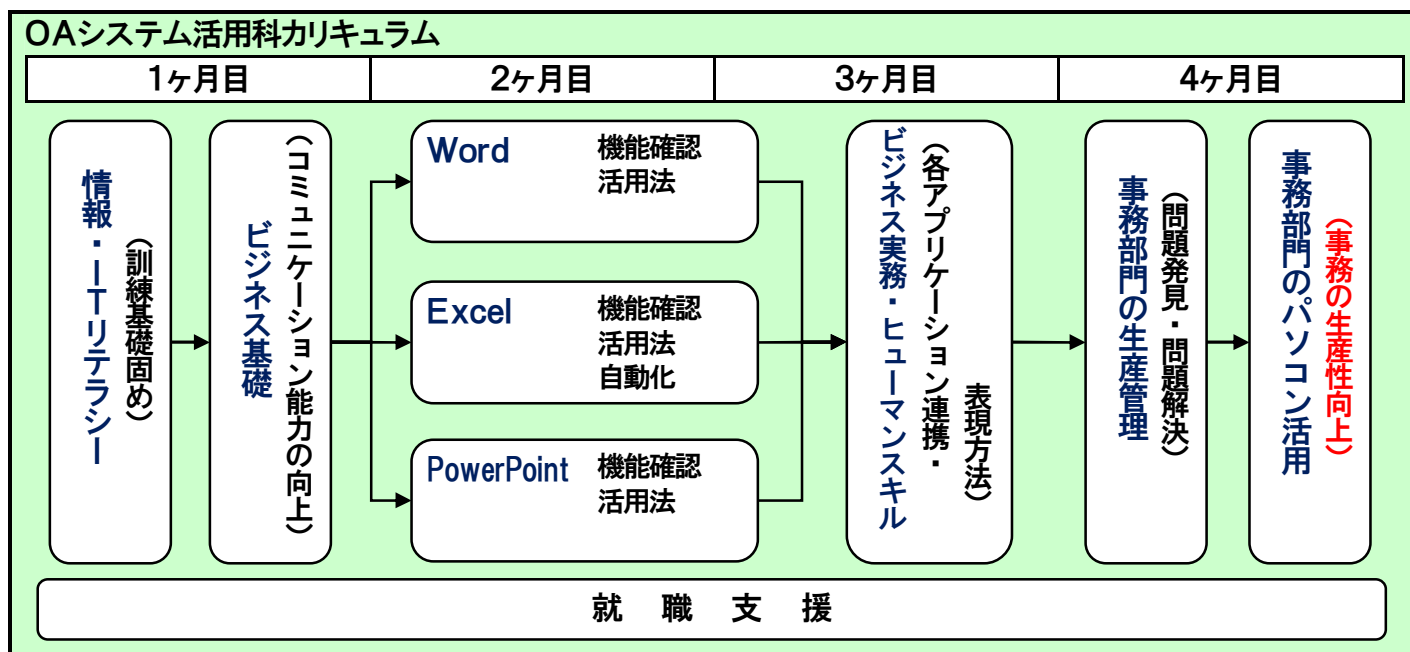 OAシステム活用科カリキュラム
1ヶ月目
2ヶ月目
3ヶ月目
4ヶ月目
情報・ITリテラシー
(訓練基礎固め)
ビジネス基礎
(コミュニケーション能力の向上)
Word 機能確認
活用法
Excel 機能確認
活用法
自動化
PowerPoint 機能確認
活用法
ビジネス実務・ヒューマンスキル
(各アプリケーション連携・
表現方法)
事務部門の生産管理
(問題発見・問題解決)
事務部門のパソコン活用
(事務の生産性向上)
就職支援